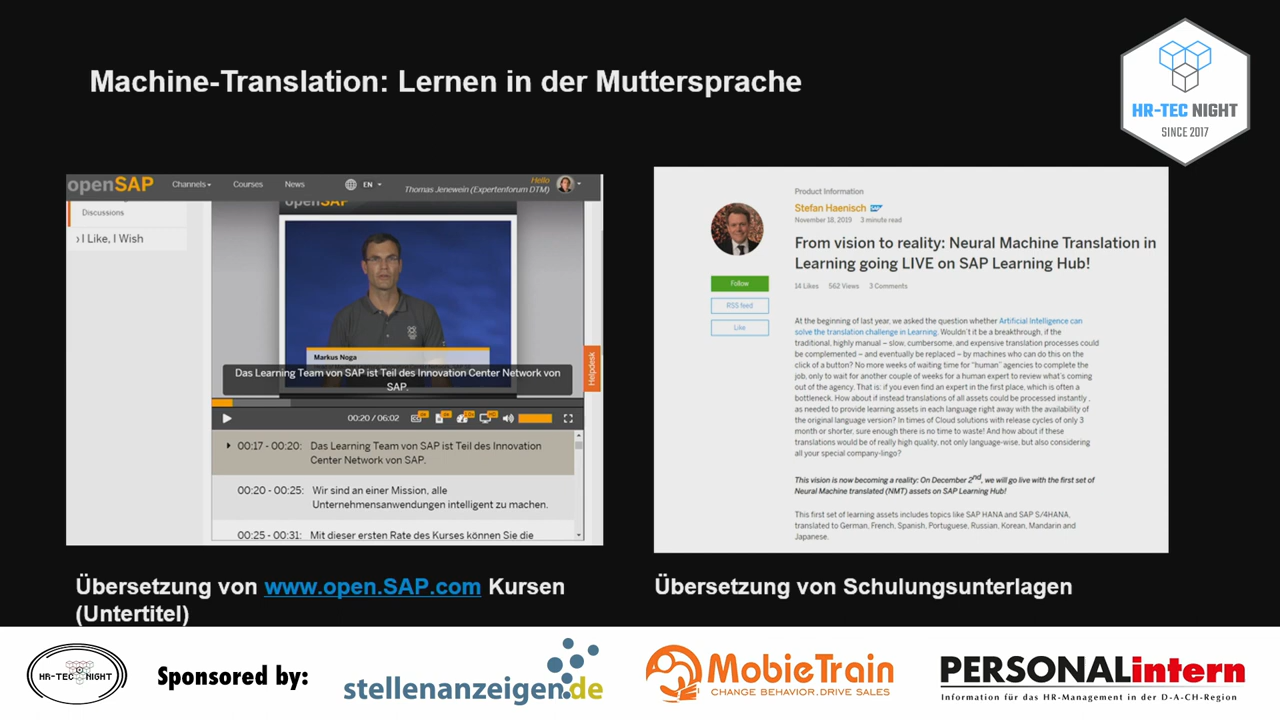 Machine-Translation: Lernen in der Muttersprache
HR-TEC NIGHT
SINCE 2017
openSAP
Channels
Courses
News
EN
Hello
Thomas Jenewein (Expertenforum DTM)
Discussions
I Like, I Wish
openSAP
Markus Noga
Das Learning Team von SAP ist Teil des Innovation Center Network von
SAP.
Helpdesk
00:20 / 06:02
00:17 - 00:20: Das Learning Team von SAP ist Teil des Innovation
Center Network von SAP.
00:20 - 00:25: Wir sind an einer Mission, alle
Unternehmensanwendungen intelligent zu machen.
00:25 - 00:31: Mit dieser ersten Rate des Kurses können Sie die
Product Information
Stefan Haenisch SAP
November 18, 2019 3 minute read
From vision to reality: Neural Machine Translation in
Learning going LIVE on SAP Learning Hub!
14 Likes 562 Views 3 Comments
Follow
RSS feed
Like
At the beginning of last year, we asked the question whether Artificial Intelligence can
solve the translation challenge in Learning. Wouldn't it be a breakthrough, if the
traditional, highly manual – slow, cumbersome, and expensive translation processes could
be complemented – and eventually be replaced – by machines who can do this on the
click of a button? No more weeks of waiting time for "human" agencies to complete the
job, only to wait for another couple of weeks for a human expert to review what's coming
out of the agency. That is: if you even find an expert in the first place, which is often a
bottleneck. How about if instead translations of all assets could be processed instantly ,
as needed to provide learning assets in each language right away with the availability of
the original language version? In times of Cloud solutions with release cycles of only 3
month or shorter, sure enough there is no time to waste! And how about if these
translations would be of really high quality, not only language-wise, but also considering
all your special company-lingo?
This vision is now becoming a reality: On December 2nd, we will go live with the first set of
Neural Machine translated (NMT) assets on SAP Learning Hub!
This first set of learning assets includes topics like SAP HANA and SAP S/4HANA,
translated to German, French, Spanish, Portuguese, Russian, Korean, Mandarin and
Japanese.
Übersetzung von www.open.SAP.com Kursen
(Untertitel)
Übersetzung von Schulungsunterlagen
HR-TEC NIGHT
Sponsored by:
stellenanzeigen.de
MobieTrain
CHANGE BEHAVIOR.DRIVE SALES
PERSONALintern
Information für das HR-Management in der D-A-CH-Region